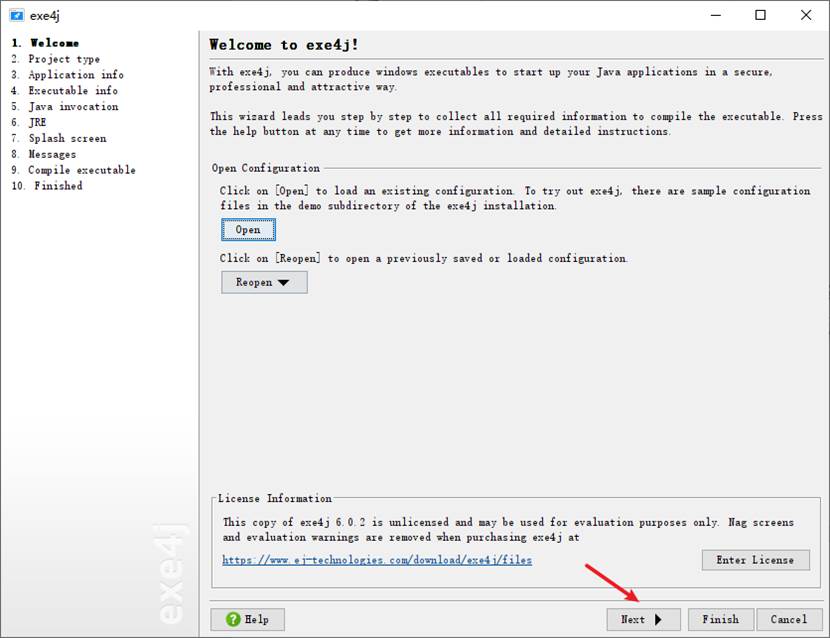 exe4j
1. Welcome
2. Project type
3. Application info
4. Executable info
5. Java invocation
6. JRE
7. Splash screen
8. Messages
9. Compile executable
10. Finished
exe4j
Welcome to exe4j!
With exe4j, you can produce windows executables to start up your Java applications in a secure,
professional and attractive way.
This wizard leads you step by step to collect all required information to compile the executable. Press
the help button at any time to get more information and detailed instructions.
Open Configuration
Click on [Open] to load an existing configuration. To try out exe4j, there are sample configuration
files in the demo subdirectory of the exe4j installation.
Open
Click on [Reopen] to open a previously saved or loaded configuration.
Reopen
License Information
This copy of exe4j 6.0.2 is unlicensed and may be used for evaluation purposes only. Nag screens
and evaluation warnings are removed when purchasing exe4j at
https://www.ej-technologies.com/download/exe4j/files
Enter License
Help
Next
Finish
Cancel